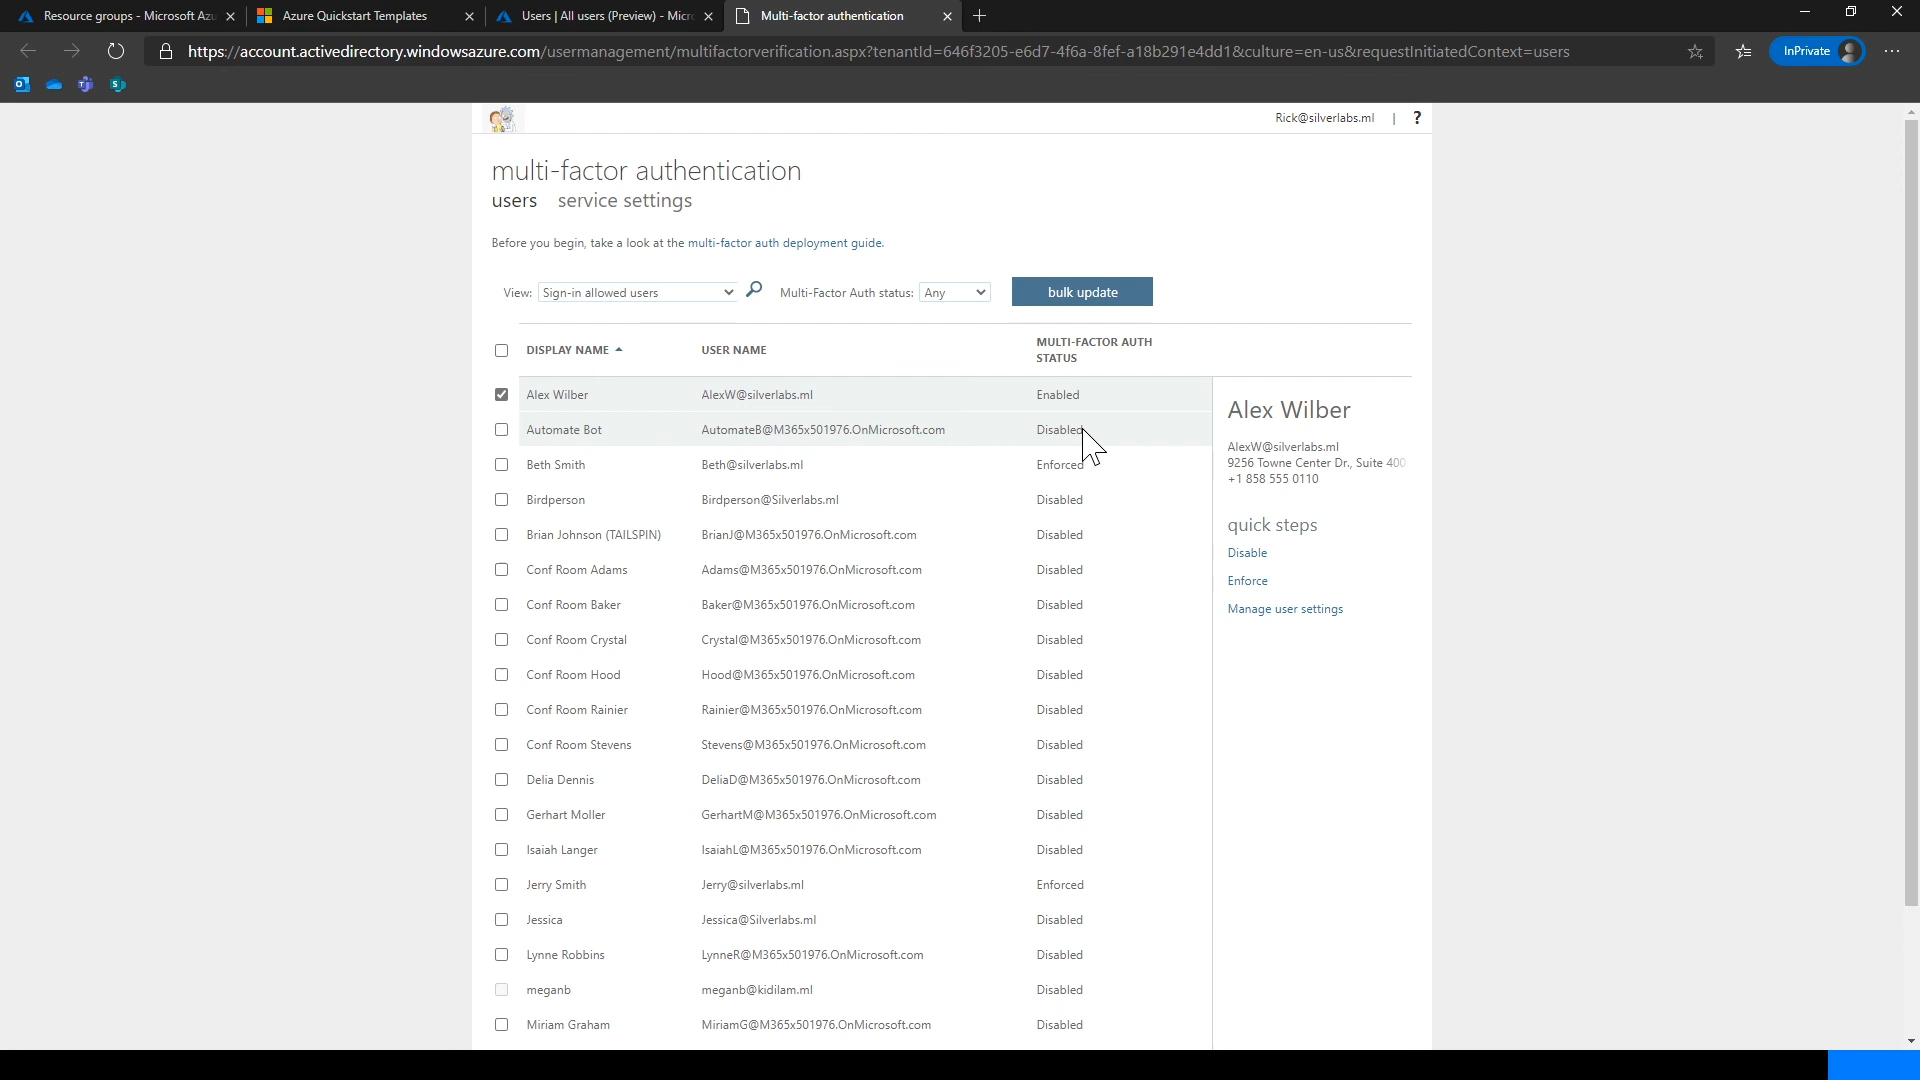 Resource groups - Microsoft Azu
Azure Quickstart Templates
Users | All users (Preview) - Micro
Multi-factor authentication
https://account.activedirectory.windowsazure.com/usermanagement/multifactorverification.aspx?tenantId=646f3205-e6d7-4f6a-8fef-a18b291e4dd1&culture=en-us&requestInitiatedContext=users
InPrivate
Rick@silverlabs.ml | ?
multi-factor authentication
users service settings
Before you begin, take a look at the multi-factor auth deployment guide.
View: Sign-in allowed users Multi-Factor Auth status: Any bulk update
DISPLAY NAME USER NAME MULTI-FACTOR AUTH STATUS
Alex Wilber AlexW@silverlabs.ml Enabled
Automate Bot AutomateB@M365x501976.OnMicrosoft.com Disabled
Beth Smith Beth@silverlabs.ml Enforced
Birdperson Birdperson@Silverlabs.ml Disabled
Brian Johnson (TAILSPIN) BrianJ@M365x501976.OnMicrosoft.com Disabled
Conf Room Adams Adams@M365x501976.OnMicrosoft.com Disabled
Conf Room Baker Baker@M365x501976.OnMicrosoft.com Disabled
Conf Room Crystal Crystal@M365x501976.OnMicrosoft.com Disabled
Conf Room Hood Hood@M365x501976.OnMicrosoft.com Disabled
Conf Room Rainier Rainier@M365x501976.OnMicrosoft.com Disabled
Conf Room Stevens Stevens@M365x501976.OnMicrosoft.com Disabled
Delia Dennis DeliaD@M365x501976.OnMicrosoft.com Disabled
Gerhart Moller GerhartM@M365x501976.OnMicrosoft.com Disabled
Isaiah Langer IsaiahL@M365x501976.OnMicrosoft.com Disabled
Jerry Smith Jerry@silverlabs.ml Enforced
Jessica Jessica@Silverlabs.ml Disabled
Lynne Robbins LynneR@M365x501976.OnMicrosoft.com Disabled
meganb meganb@kidilam.ml Disabled
Miriam Graham MiriamG@M365x501976.OnMicrosoft.com Disabled
Alex Wilber
AlexW@silverlabs.ml
9256 Towne Center Dr., Suite 400
+1 858 555 0110
quick steps
Disable
Enforce
Manage user settings